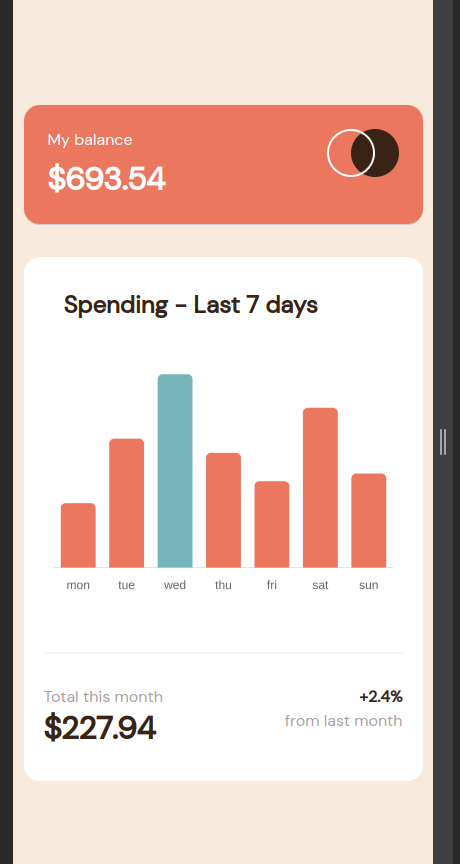 My balance
$693.54
Spending - Last 7 days
mon tue wed thu fri sat sun
Total this month
$227.94
+2.4%
from last month